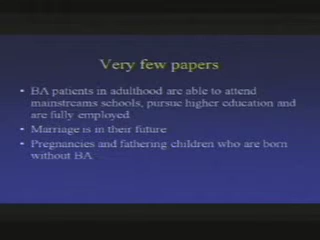 Very few papers
• BA patients in adulthood are able to attend
mainstreams schools, pursue higher education and
are fully employed
• Marriage is in their future
• Pregnancies and fathering children who are born
without BA